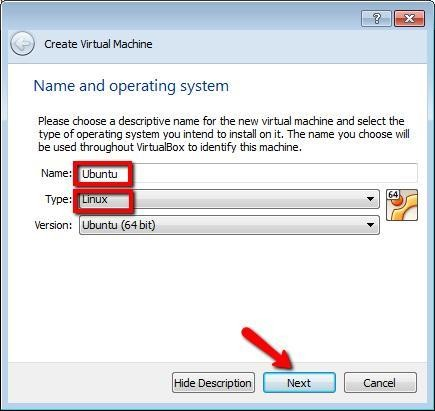 ?
Create Virtual Machine
Name and operating system
Please choose a descriptive name for the new virtual machine and select the
type of operating system you intend to install on it. The name you choose will
be used throughout VirtualBox to identify this machine.
Name: Ubuntu
Type: Linux
64
Version: Ubuntu (64 bit)
Hide Description Next Cancel